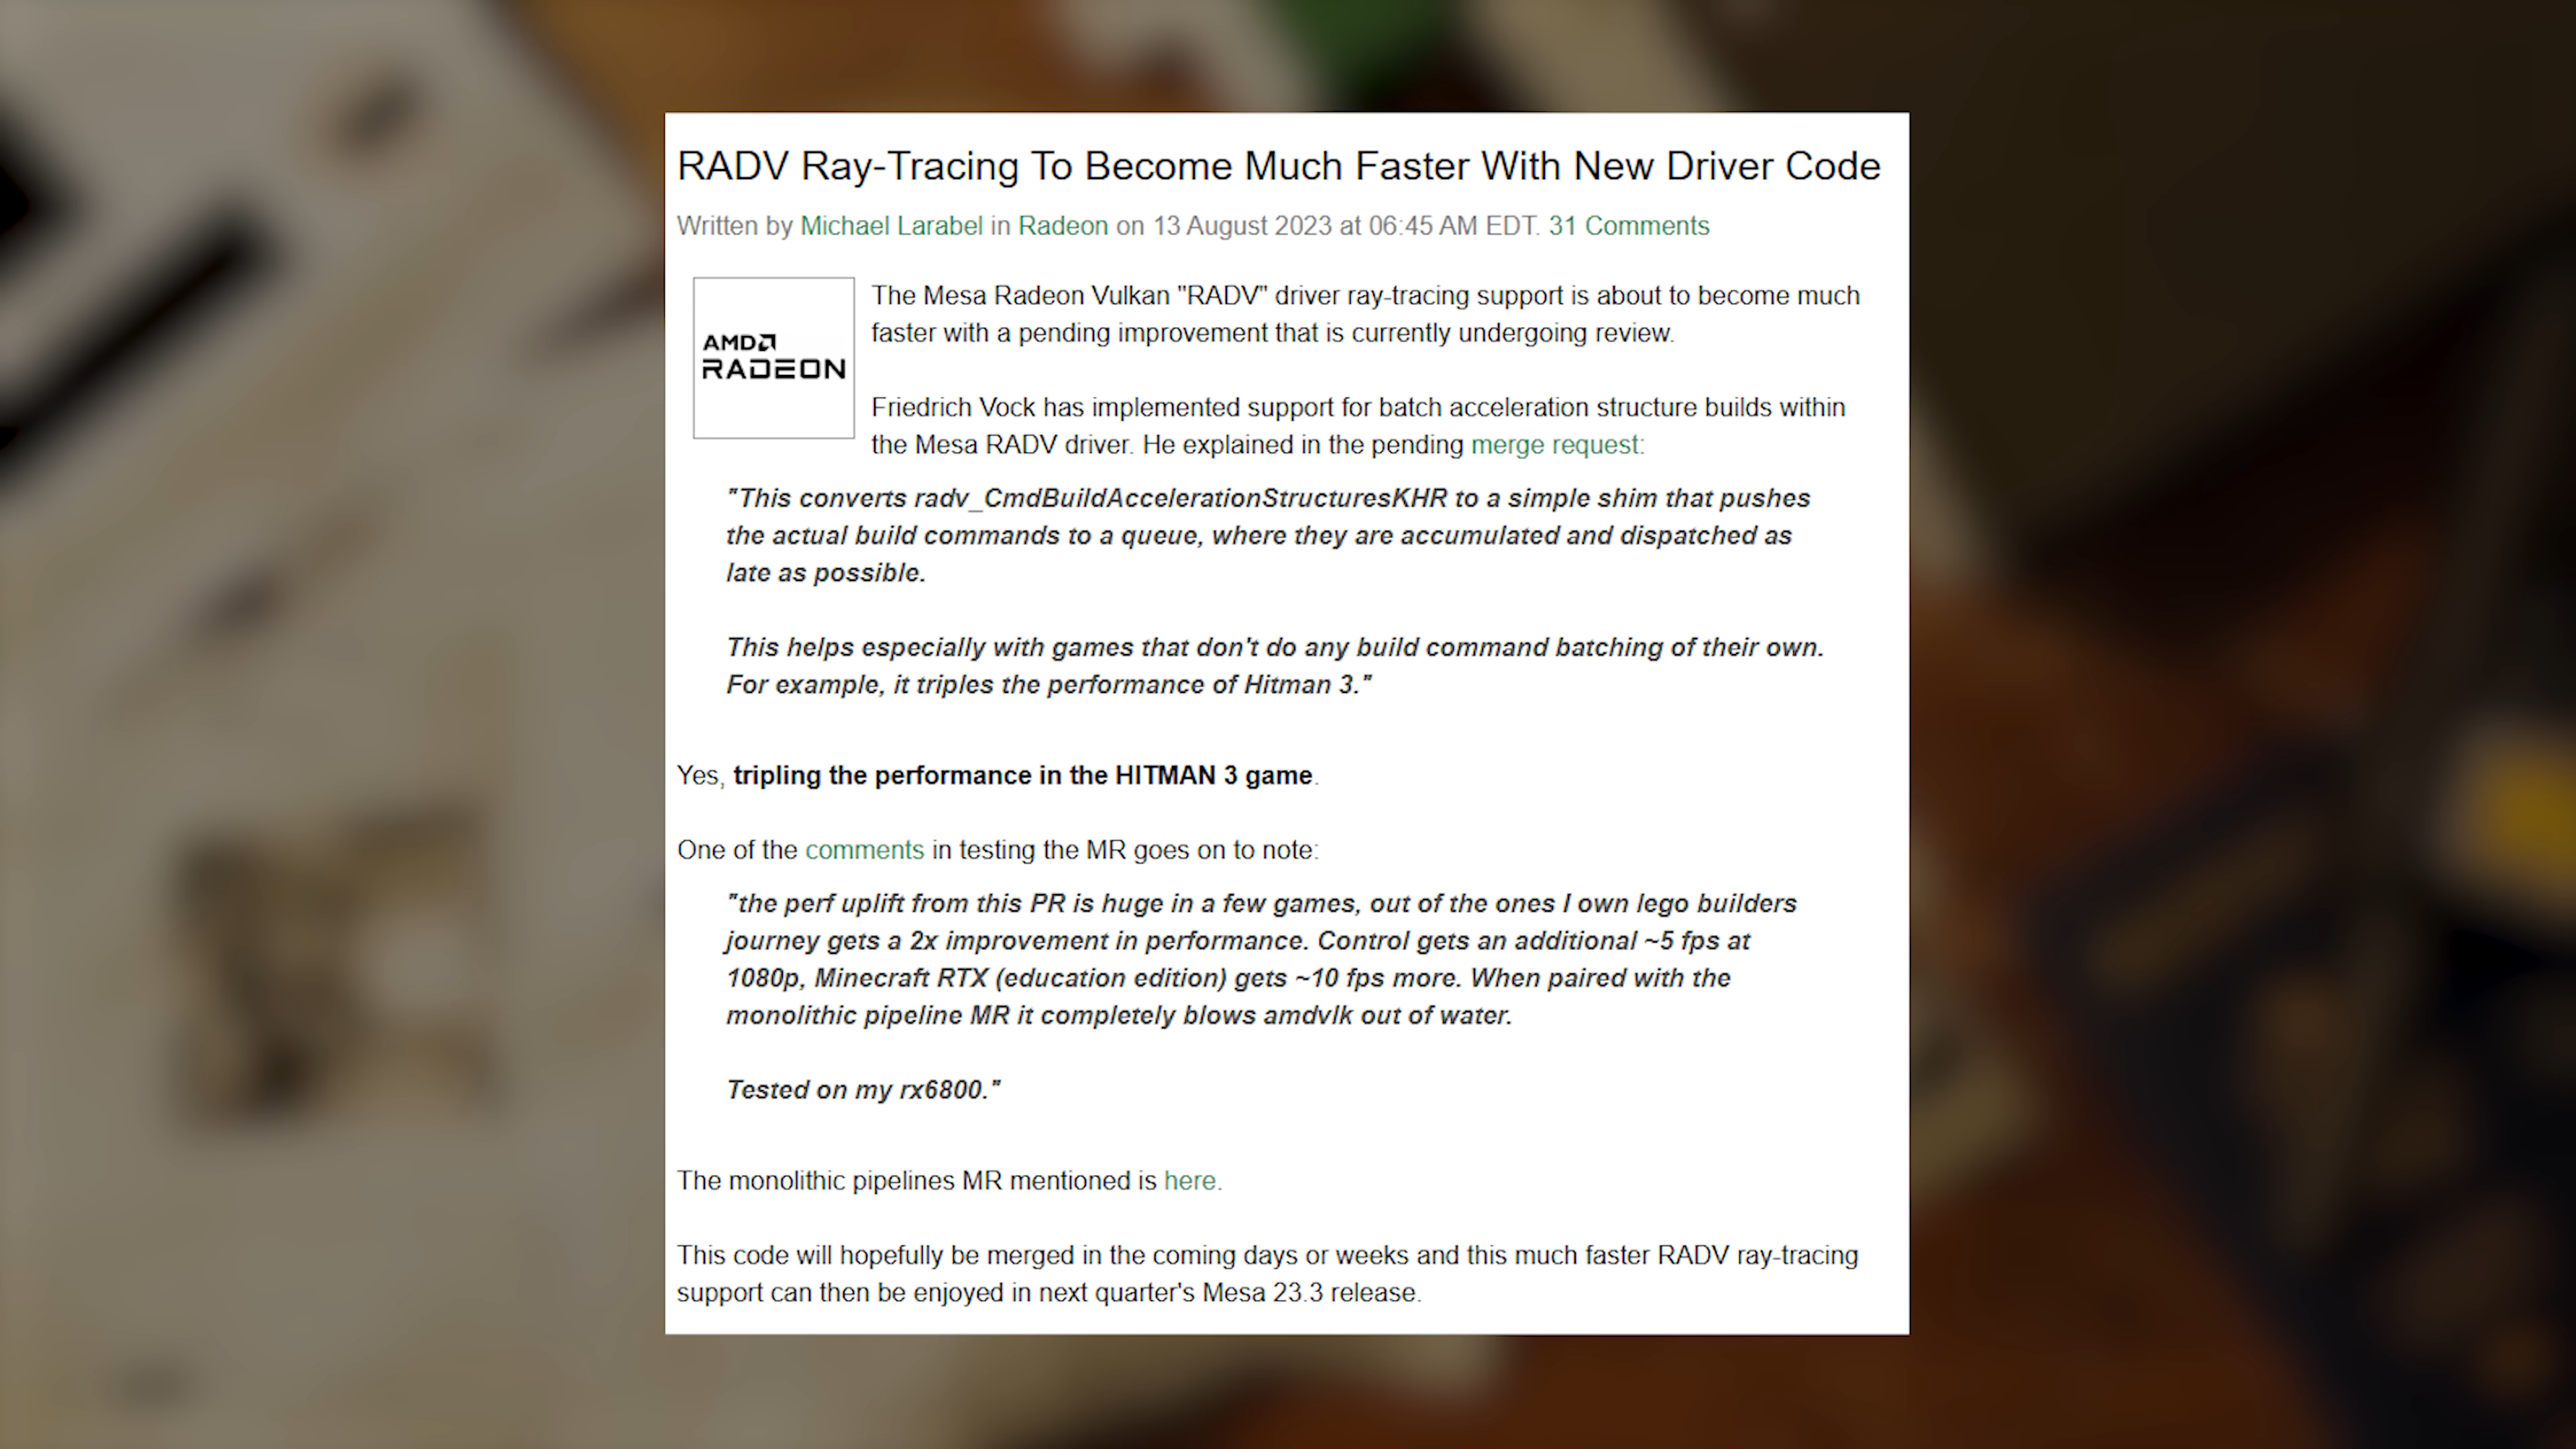 RADV Ray-Tracing To Become Much Faster With New Driver Code
Written by Michael Larabel in Radeon on 13 August 2023 at 06:45 AM EDT. 31 Comments
AMD
RADEON
The Mesa Radeon Vulkan "RADV" driver ray-tracing support is about to become much
faster with a pending improvement that is currently undergoing review.
Friedrich Vock has implemented support for batch acceleration structure builds within
the Mesa RADV driver. He explained in the pending merge request:
"This converts radv_CmdBuildAccelerationStructuresKHR to a simple shim that pushes
the actual build commands to a queue, where they are accumulated and dispatched as
late as possible.
This helps especially with games that don't do any build command batching of their own.
For example, it triples the performance of Hitman 3."
Yes, tripling the performance in the HITMAN 3 game.
One of the comments in testing the MR goes on to note:
"the perf uplift from this PR is huge in a few games, out of the ones I own lego builders
journey gets a 2x improvement in performance. Control gets an additional ~5 fps at
1080p, Minecraft RTX (education edition) gets ~10 fps more. When paired with the
monolithic pipeline MR it completely blows amdvlk out of water.
Tested on my rx6800."
The monolithic pipelines MR mentioned is here.
This code will hopefully be merged in the coming days or weeks and this much faster RADV ray-tracing
support can then be enjoyed in next quarter's Mesa 23.3 release.